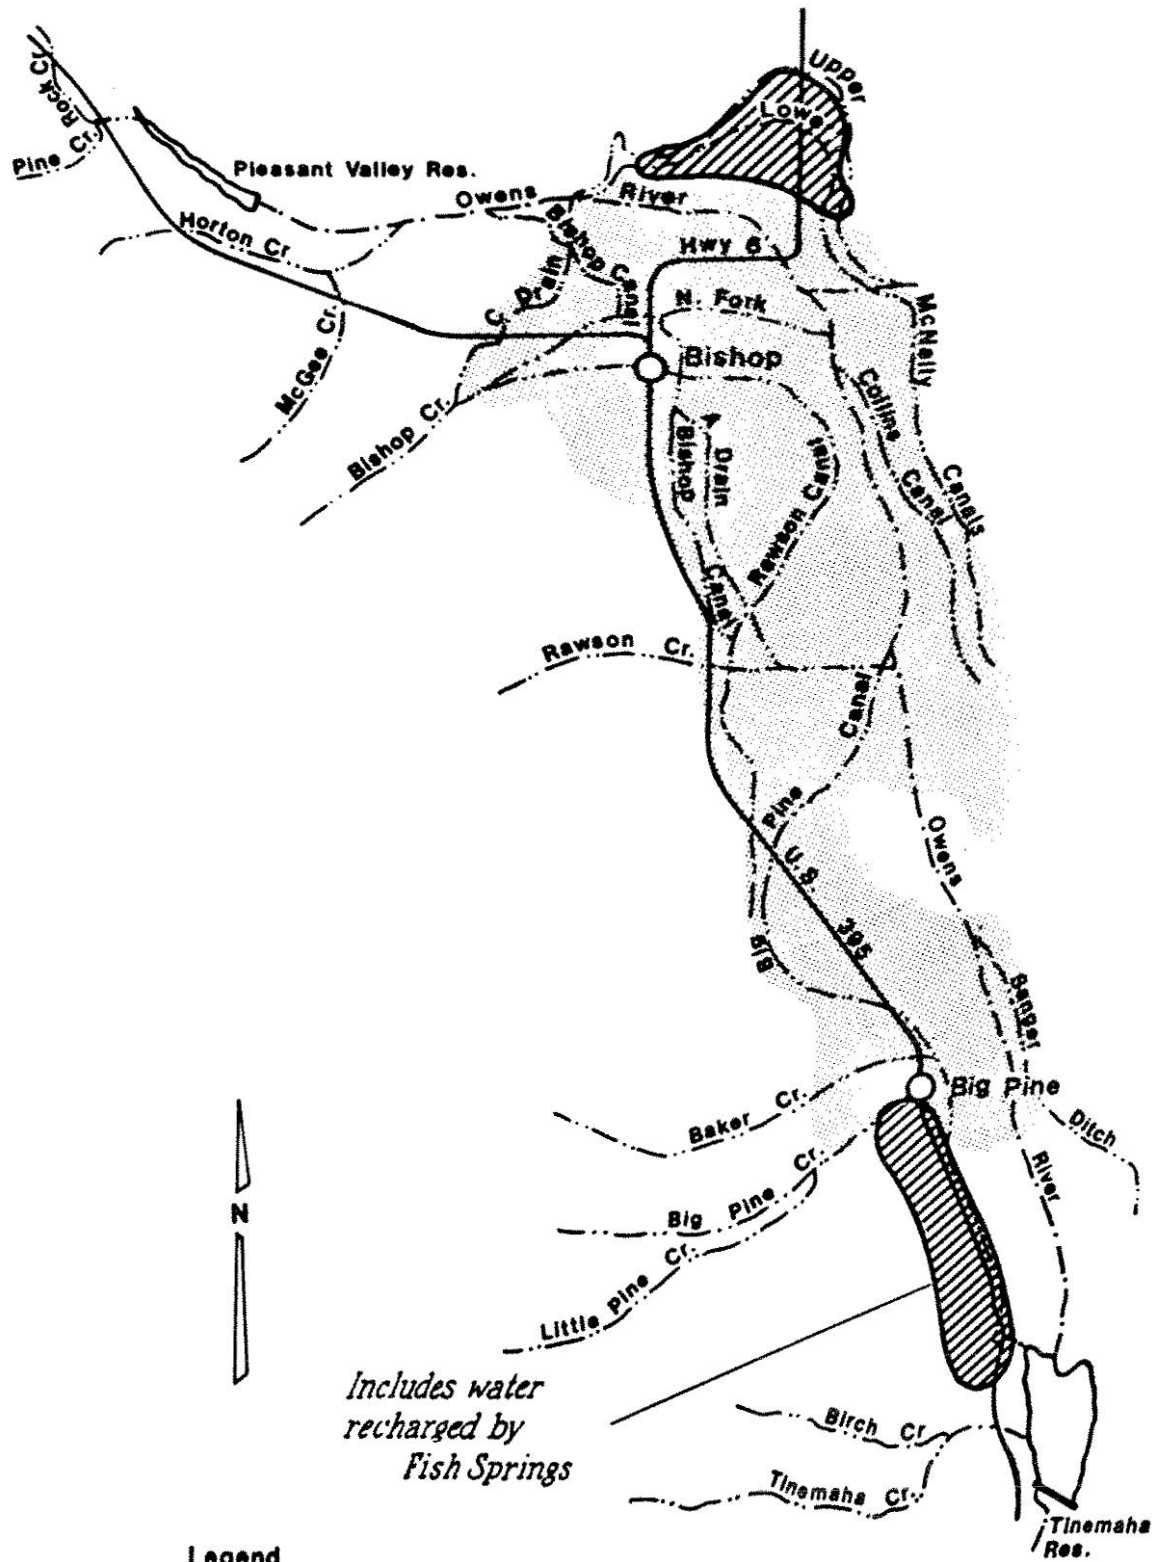 Upper
Lowe
Rock Cr.
Pine Cr.
Pleasant Valley Res.
Owens
River
Horton Cr.
Bishop Canal
Hwy 6
C. Drain
N. Fork
McNally
McGee Cr.
Bishop
Collins
Bishop Cr.
Bishop
Drain
Rawson Canal
Canal
Canals
Canal
Rawson Cr.
Canal
Pine
Owens
U.S.
395
Big
Sanger
Big Pine
Baker Cr.
Ditch
River
Big Pine Cr.
N
Little Pine Cr.
Includes water
recharged by
Fish Springs
Birch Cr
Tinemaha Cr.
Tinemaha
Res.
Legend